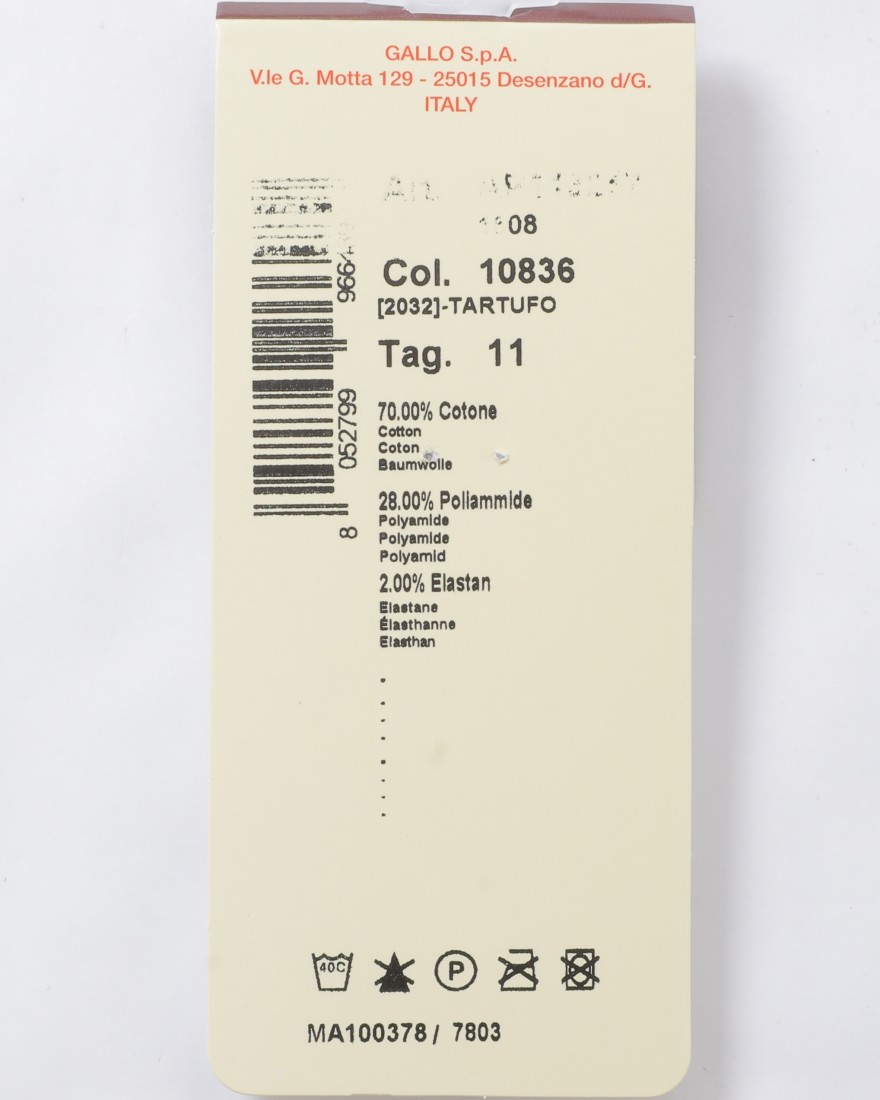 GALLO S.p.A.
V.le G. Motta 129 - 25015 Desenzano d/G.
ITALY
Art.
Col. 10836
[2032]-TARTUFO
Tag. 11
70.00% Cotone
Cotton
Coton
Baumwolle
28.00% Poliammide
Polyamide
Polyamide
Polyamid
2.00% Elastan
Elastane
Élasthanne
Elasthan
8 052799
40C
P
MA100378 / 7803